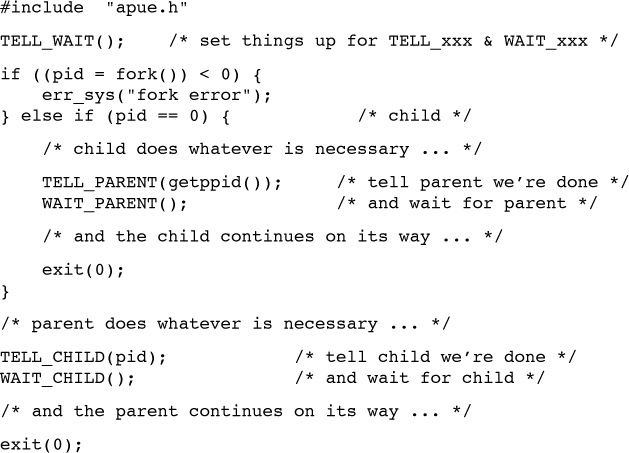 #include  "apue.h"
TELL_WAIT();    /* set things up for TELL_xxx & WAIT_xxx */
if ((pid = fork()) < 0) {
    err_sys("fork error");
} else if (pid == 0) {            /* child */
    /* child does whatever is necessary ... */
    TELL_PARENT(getppid());     /* tell parent we’re done */
    WAIT_PARENT();              /* and wait for parent */
    /* and the child continues on its way ... */
    exit(0);
}
/* parent does whatever is necessary ... */
TELL_CHILD(pid);            /* tell child we’re done */
WAIT_CHILD();               /* and wait for child */
/* and the parent continues on its way ... */
exit(0);